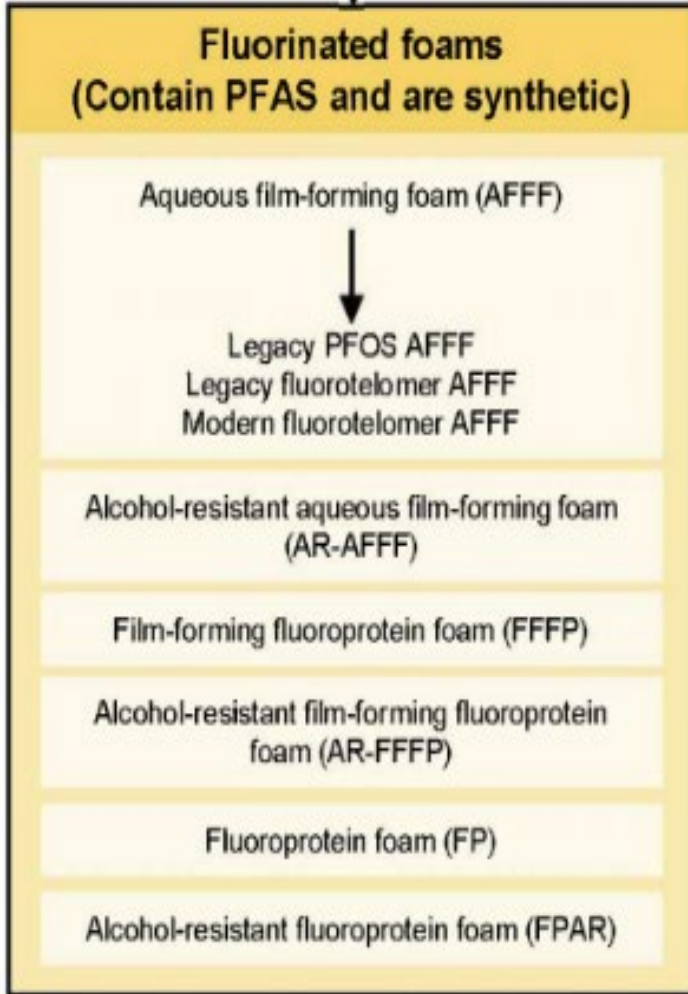 Fluorinated foams
(Contain PFAS and are synthetic)
Aqueous film-forming foam (AFFF)
Legacy PFOS AFFF
Legacy fluorotelomer AFFF
Modern fluorotelomer AFFF
Alcohol-resistant aqueous film-forming foam
(AR-AFFF)
Film-forming fluoroprotein foam (FFFP)
Alcohol-resistant film-forming fluoroprotein
foam (AR-FFFP)
Fluoroprotein foam (FP)
Alcohol-resistant fluoroprotein foam (FPAR)